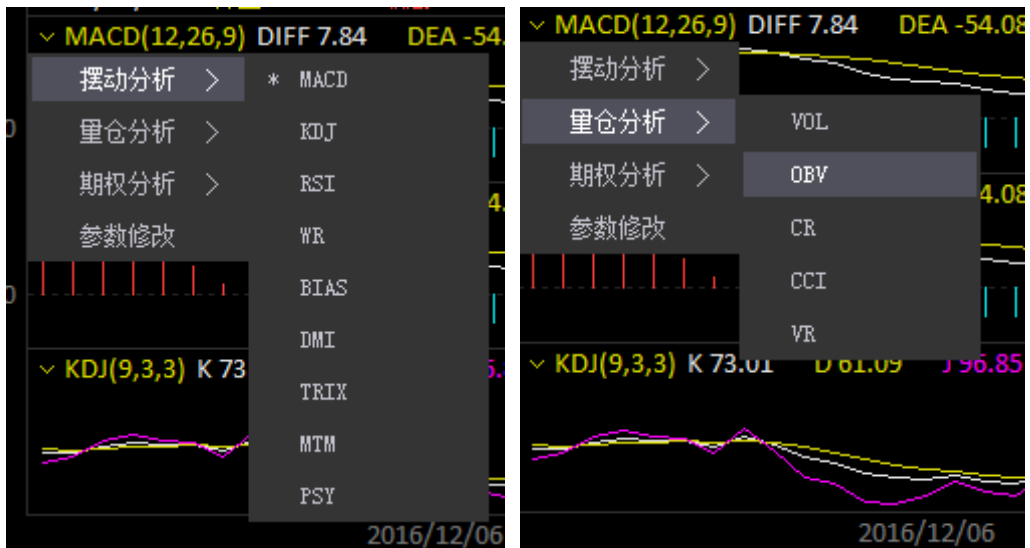 MACD(12,26,9) DIFF 7.84 DEA -54.
摆动分析 > * MACD
量仓分析 > KDJ
期权分析 > RSI
参数修改 WR
BIAS
DMI
TRIX
MTM
PSY
KDJ(9,3,3) K 73
2016/12/06
MACD(12,26,9) DIFF 7.84 DEA -54.08
摆动分析 >
量仓分析 > VOL
期权分析 > OBV
4.08
参数修改 CR
CCI
VR
KDJ(9,3,3) K 73.01 D 61.09 J 96.85
2016/12/06